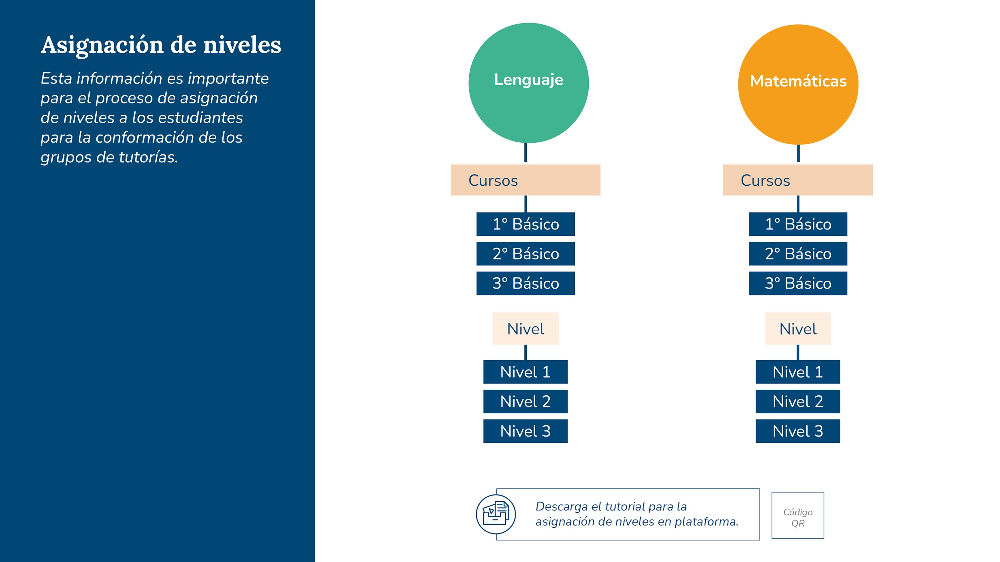 Asignación de niveles
Esta información es importante
para el proceso de asignación
de niveles a los estudiantes
para la conformación de los
grupos de tutorías.
Lenguaje
Cursos
1° Básico
2° Básico
3° Básico
Nivel
Nivel 1
Nivel 2
Nivel 3
Matemáticas
Cursos
1° Básico
2° Básico
3° Básico
Nivel
Nivel 1
Nivel 2
Nivel 3
Descarga el tutorial para la
asignación de niveles en plataforma.
Código
QR